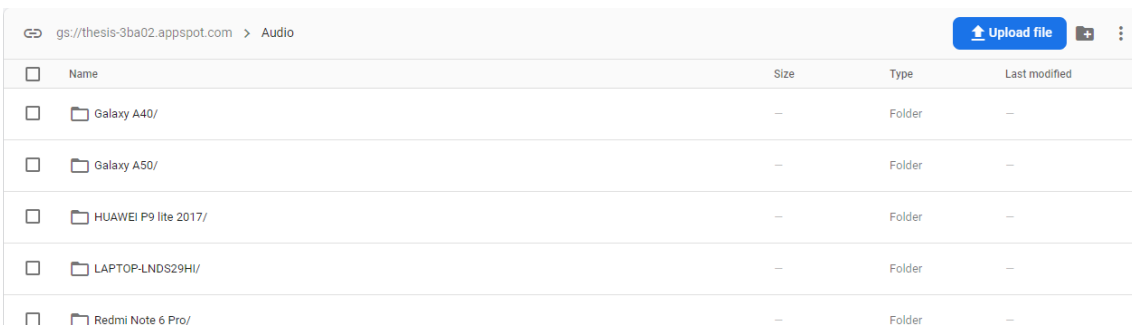 gs://thesis-3ba02.appspot.com > Audio Upload file
Name Size Type Last modified
Galaxy A40/ — Folder —
Galaxy A50/ — Folder —
HUAWEI P9 lite 2017/ — Folder —
LAPTOP-LNDS29HI/ — Folder —
Redmi Note 6 Pro/ — Folder —